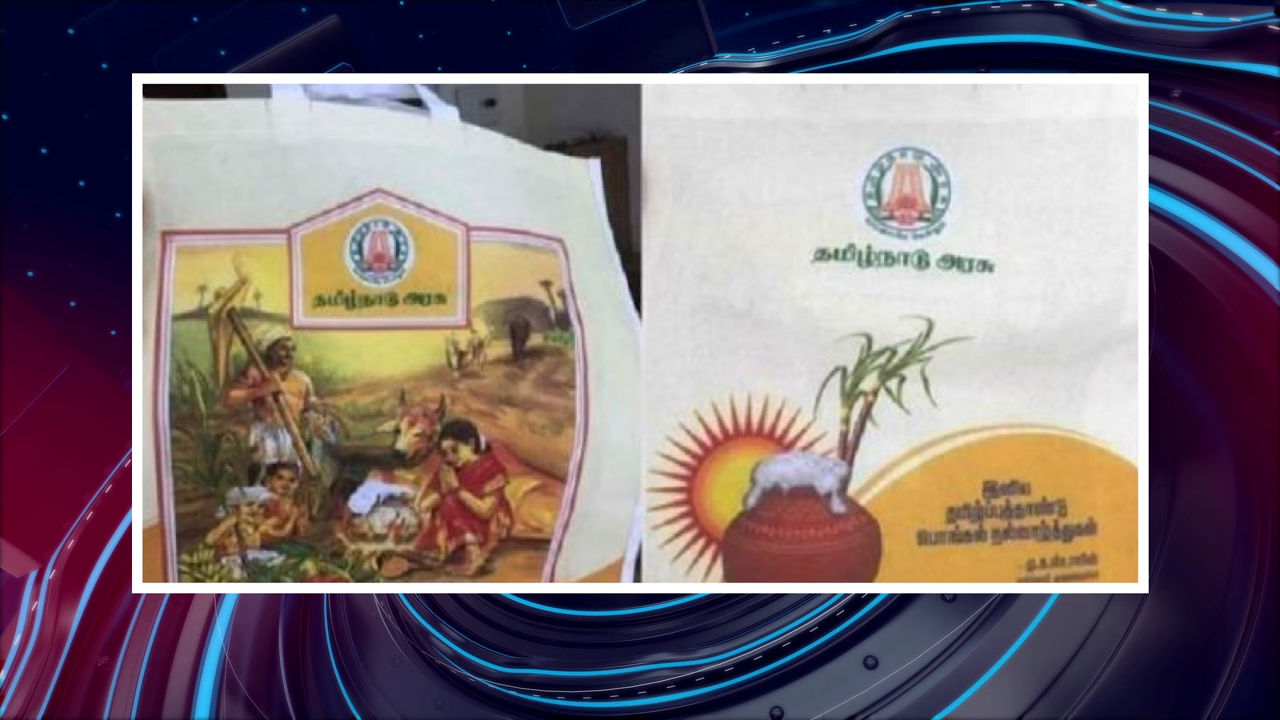 தமிழ்நாடு அரசு
தமிழ்நாடு அரசு
இனிய
தமிழ்ப்புத்தாண்டு
பொங்கல் நல்வாழ்த்துகள்
மு.க.ஸ்டாலின்